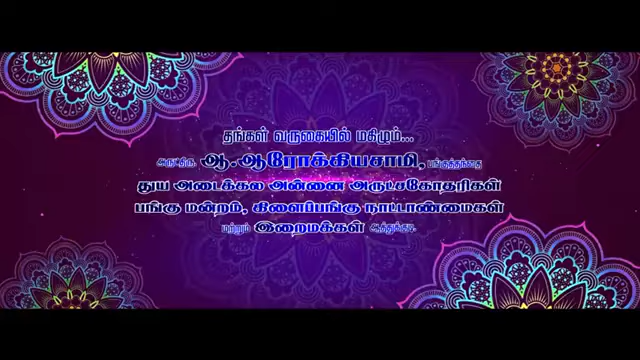 தங்கள் வருகையில் மகிழும்...
அருட்திரு. ஆ.ஆரோக்கியசாமி, பங்குத்தந்தை
தூய அடைக்கல அன்னை அருட்சகோதரிகள்
பங்கு மன்றம், கிளைப்பங்கு நாட்டாண்மைகள்
மற்றும் இறைமக்கள்